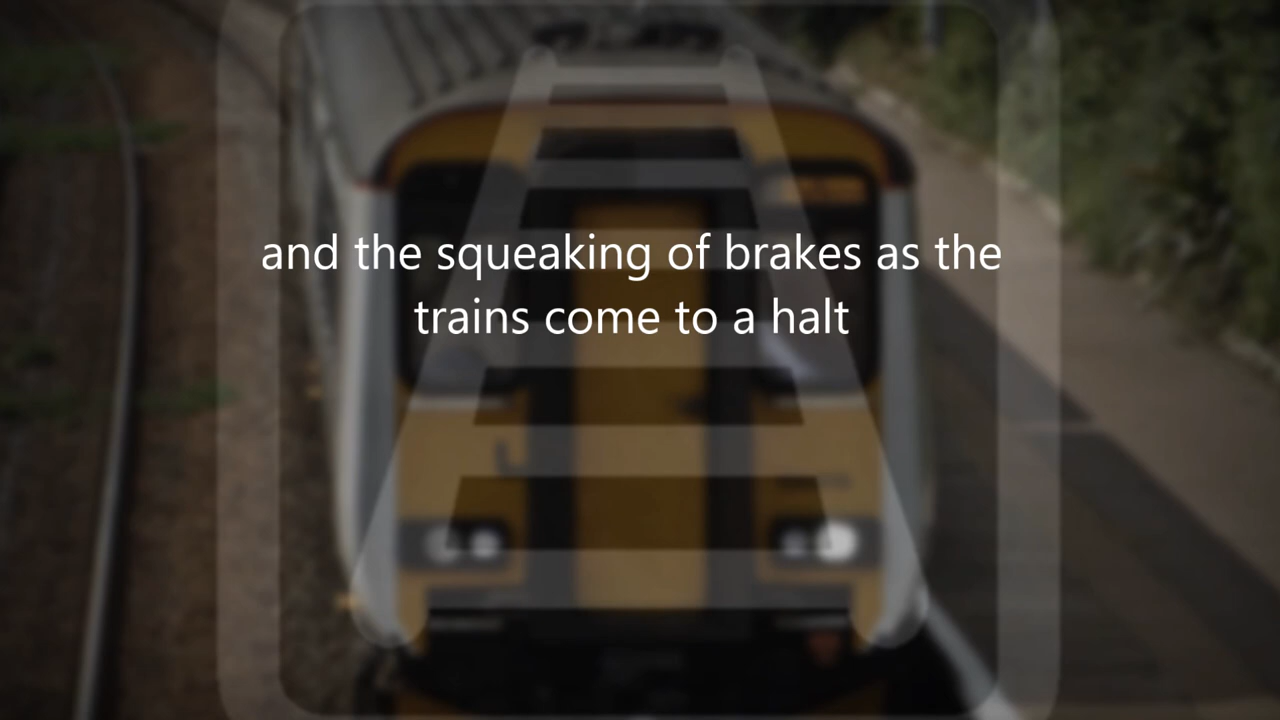 and the squeaking of brakes as the
trains come to a halt